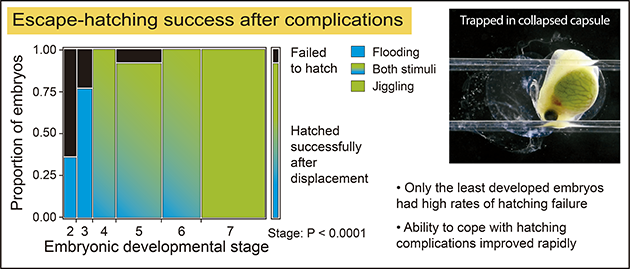 Escape-hatching success after complications
Proportion of embryos
1.00
0.75
0.50
0.25
0.00
2 3 4 5 6 7
Embryonic developmental stage
Stage: P < 0.0001
Failed
to hatch
Hatched
successfully
after
displacement
Flooding
Both stimuli
Jiggling
Trapped in collapsed capsule
• Only the least developed embryos
had high rates of hatching failure
• Ability to cope with hatching
complications improved rapidly